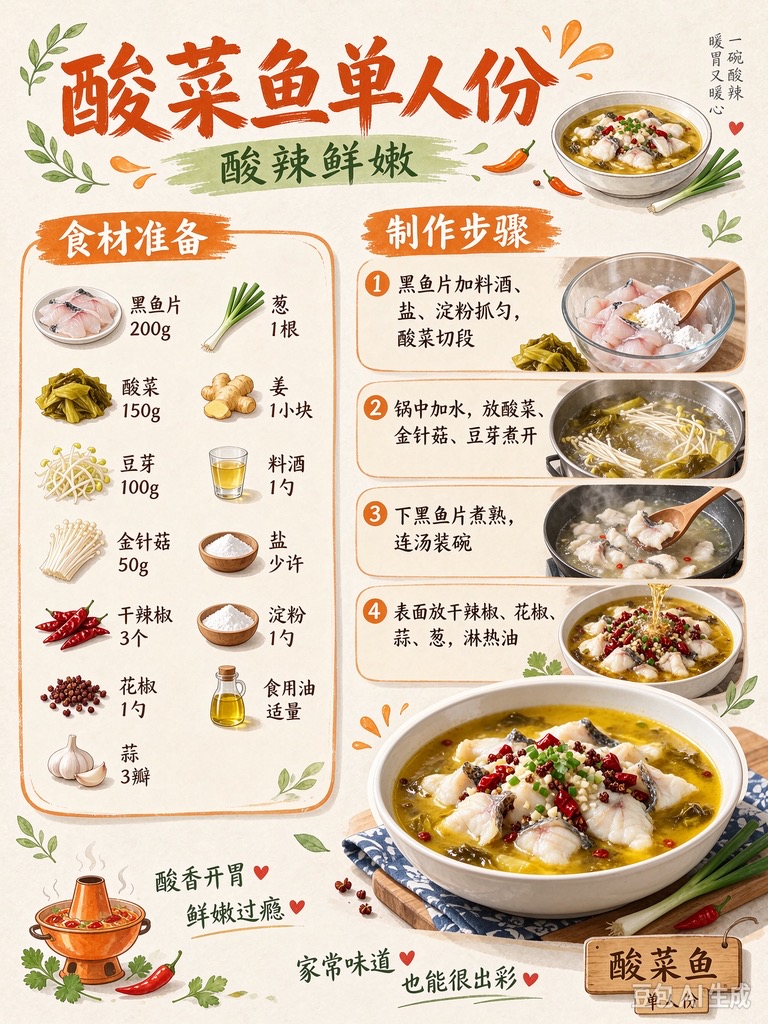 酸菜鱼单人份
酸辣鲜嫩
一碗酸辣
暖胃又暖心
食材准备
黑鱼片
200g
葱
1根
酸菜
150g
姜
1小块
豆芽
100g
料酒
1勺
金针菇
50g
盐
少许
干辣椒
3个
淀粉
1勺
花椒
1勺
食用油
适量
蒜
3瓣
制作步骤
1
黑鱼片加料酒、
盐、淀粉抓匀，
酸菜切段
2
锅中加水，放酸菜、
金针菇、豆芽煮开
3
下黑鱼片煮熟，
连汤装碗
4
表面放干辣椒、花椒、
蒜、葱，淋热油
酸香开胃
鲜嫩过瘾
家常味道
也能很出彩
酸菜鱼
单人份
豆包AI生成